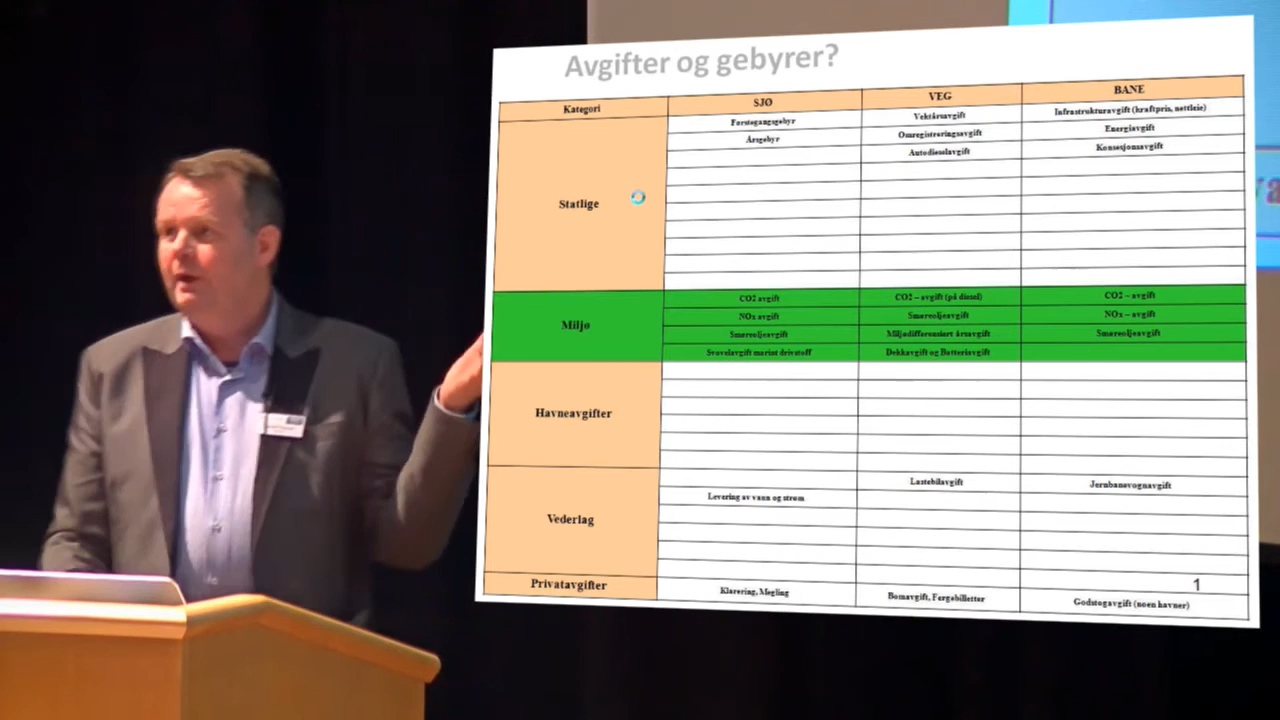 Avgifter og gebyrer?
Kategori SJØ VEG BANE
Førstegangsgebyr Vektårsavgift Infrastrukturavgift (kraftpris, nettleie)
Årsgebyr Omregistreringsavgift Energiavgift
Autodieselavgift Konsesjonsavgift
Statlige
CO2 avgift CO2 – avgift (på diesel) CO2 – avgift
NOx avgift Smøreoljeavgift NOx – avgift
Miljø
Smøreoljeavgift Miljødifferensiert årsavgift Smøreoljeavgift
Svovelavgift marint drivstoff Dekkavgift og Batteriavgift
Havneavgifter
Lastebilavgift Jernbanevognavgift
Levering av vann og strøm
Vederlag
1
Privatavgifter Klarering, Megling Bomavgift, Fergebilletter Godstogavgift (noen havner)